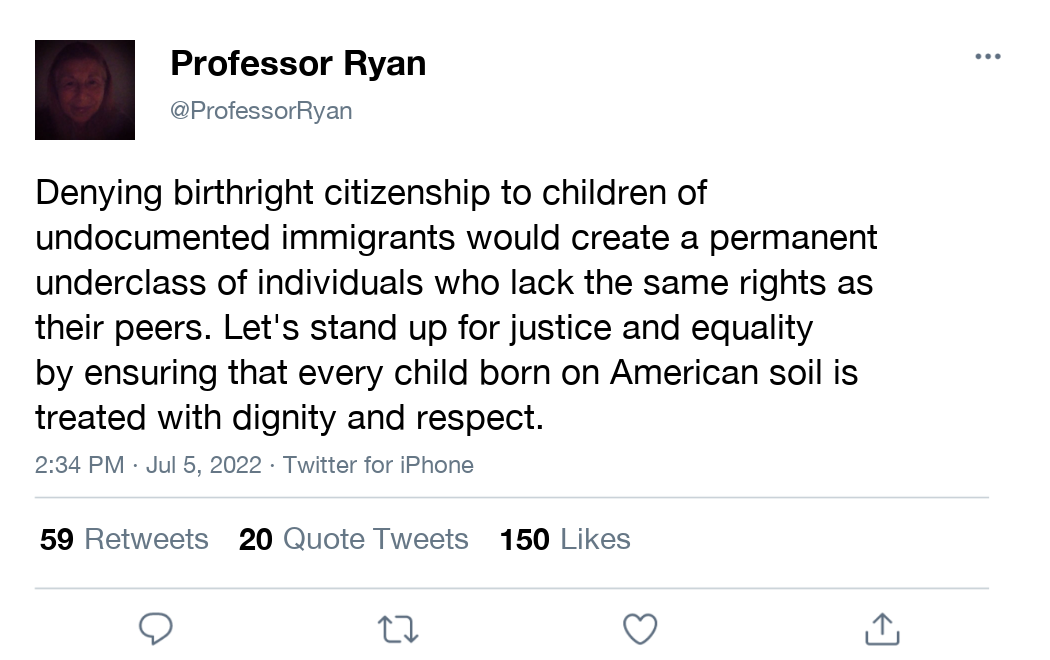 Professor Ryan
@ProfessorRyan
Denying birthright citizenship to children of
undocumented immigrants would create a permanent
underclass of individuals who lack the same rights as
their peers. Let's stand up for justice and equality
by ensuring that every child born on American soil is
treated with dignity and respect.
2:34 PM · Jul 5, 2022 · Twitter for iPhone
59 Retweets 20 Quote Tweets 150 Likes